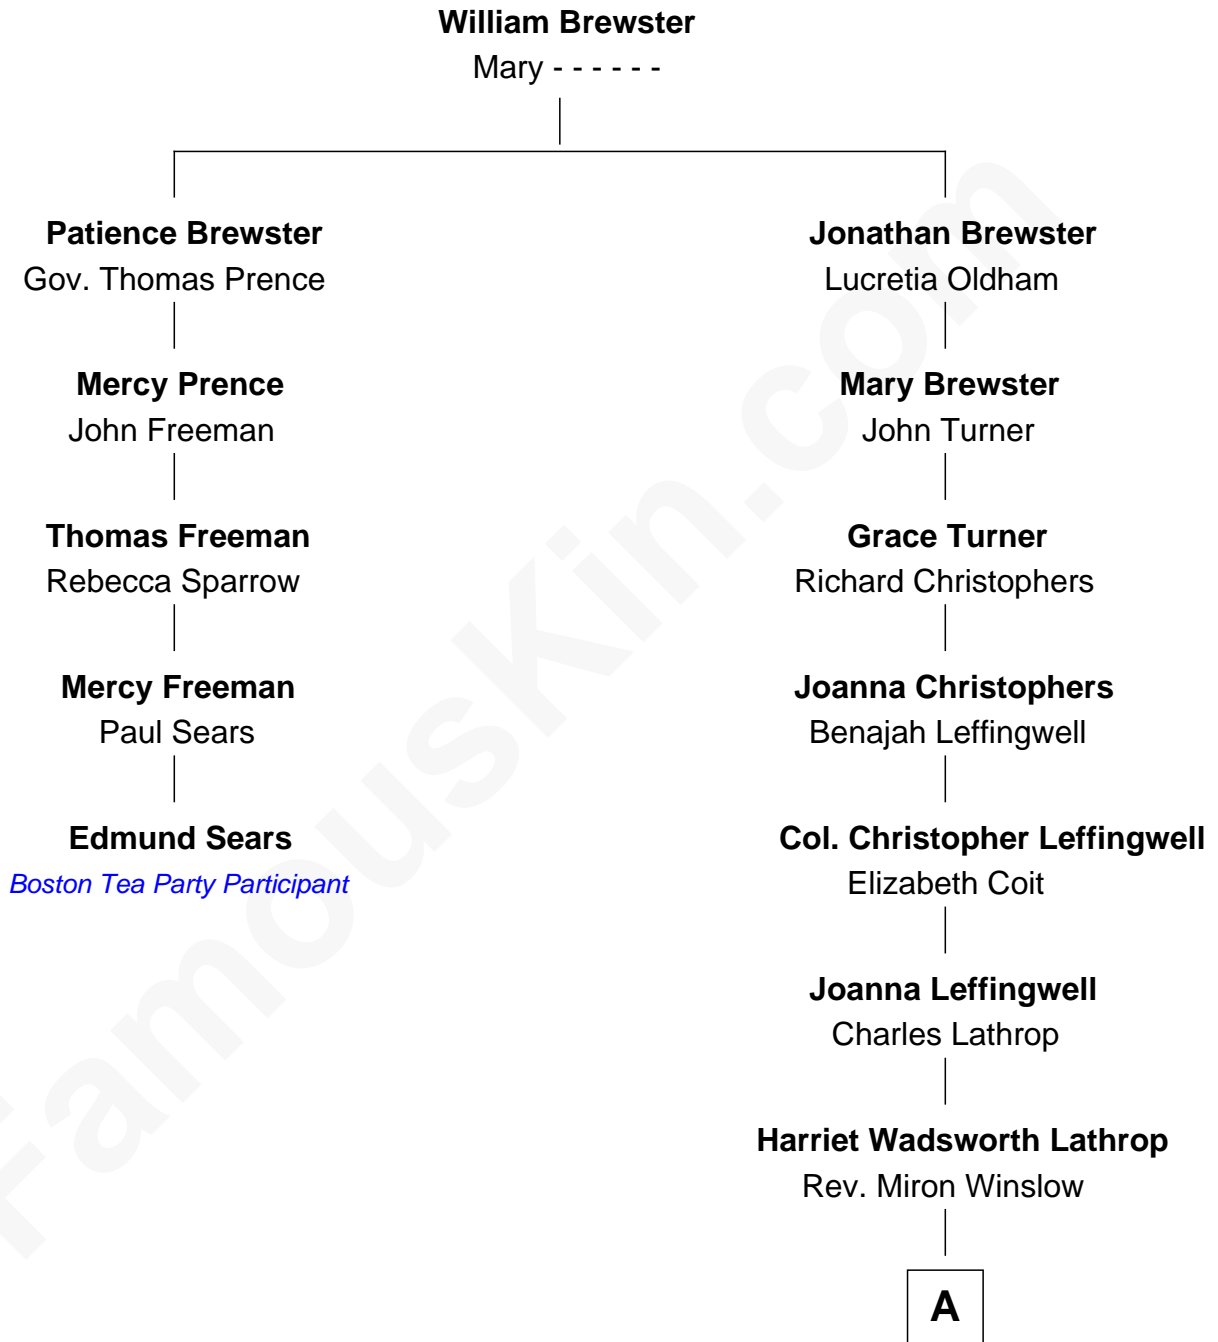 William Brewster
Mary - - - - - -
Patience Brewster
Gov. Thomas Prence
Jonathan Brewster
Lucretia Oldham
Mercy Prence
John Freeman
Mary Brewster
John Turner
Thomas Freeman
Rebecca Sparrow
Grace Turner
Richard Christophers
Mercy Freeman
Paul Sears
Joanna Christophers
Benajah Leffingwell
Edmund Sears
Boston Tea Party Participant
Col. Christopher Leffingwell
Elizabeth Coit
Joanna Leffingwell
Charles Lathrop
Harriet Wadsworth Lathrop
Rev. Miron Winslow
A
FamousKin.com